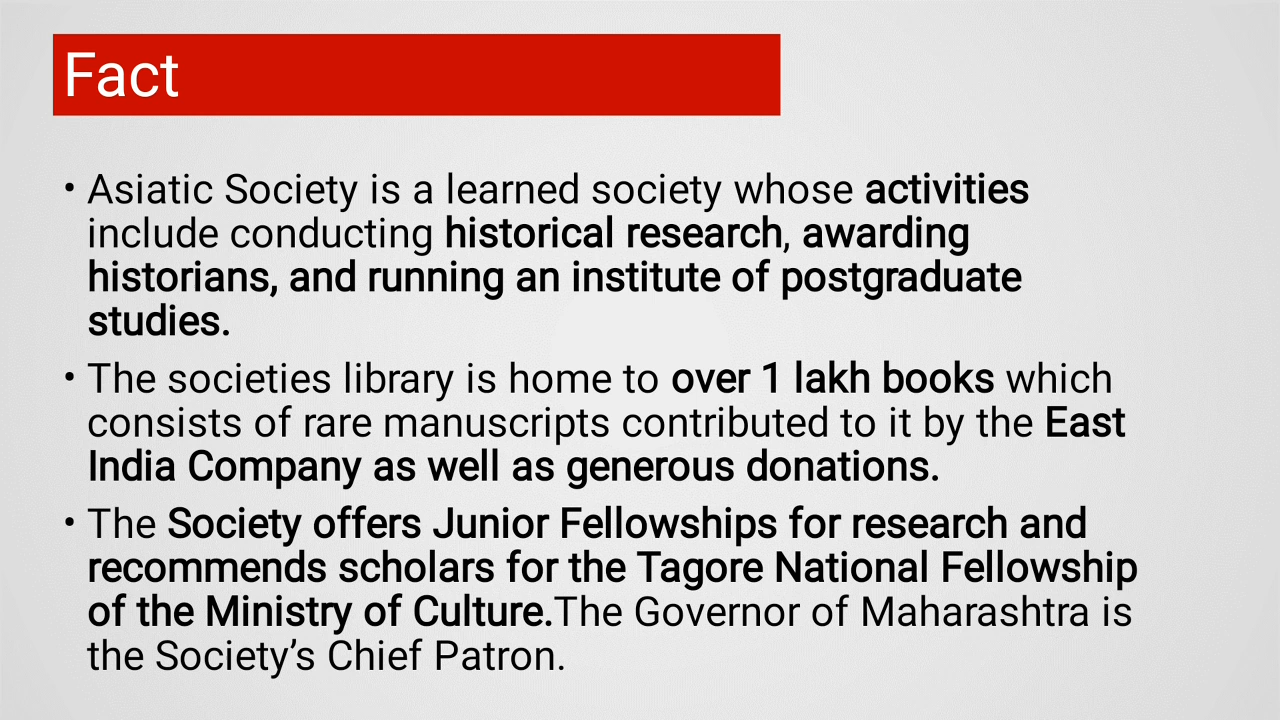 Fact
• Asiatic Society is a learned society whose activities
include conducting historical research, awarding
historians, and running an institute of postgraduate
studies.
• The societies library is home to over 1 lakh books which
consists of rare manuscripts contributed to it by the East
India Company as well as generous donations.
• The Society offers Junior Fellowships for research and
recommends scholars for the Tagore National Fellowship
of the Ministry of Culture.The Governor of Maharashtra is
the Society’s Chief Patron.